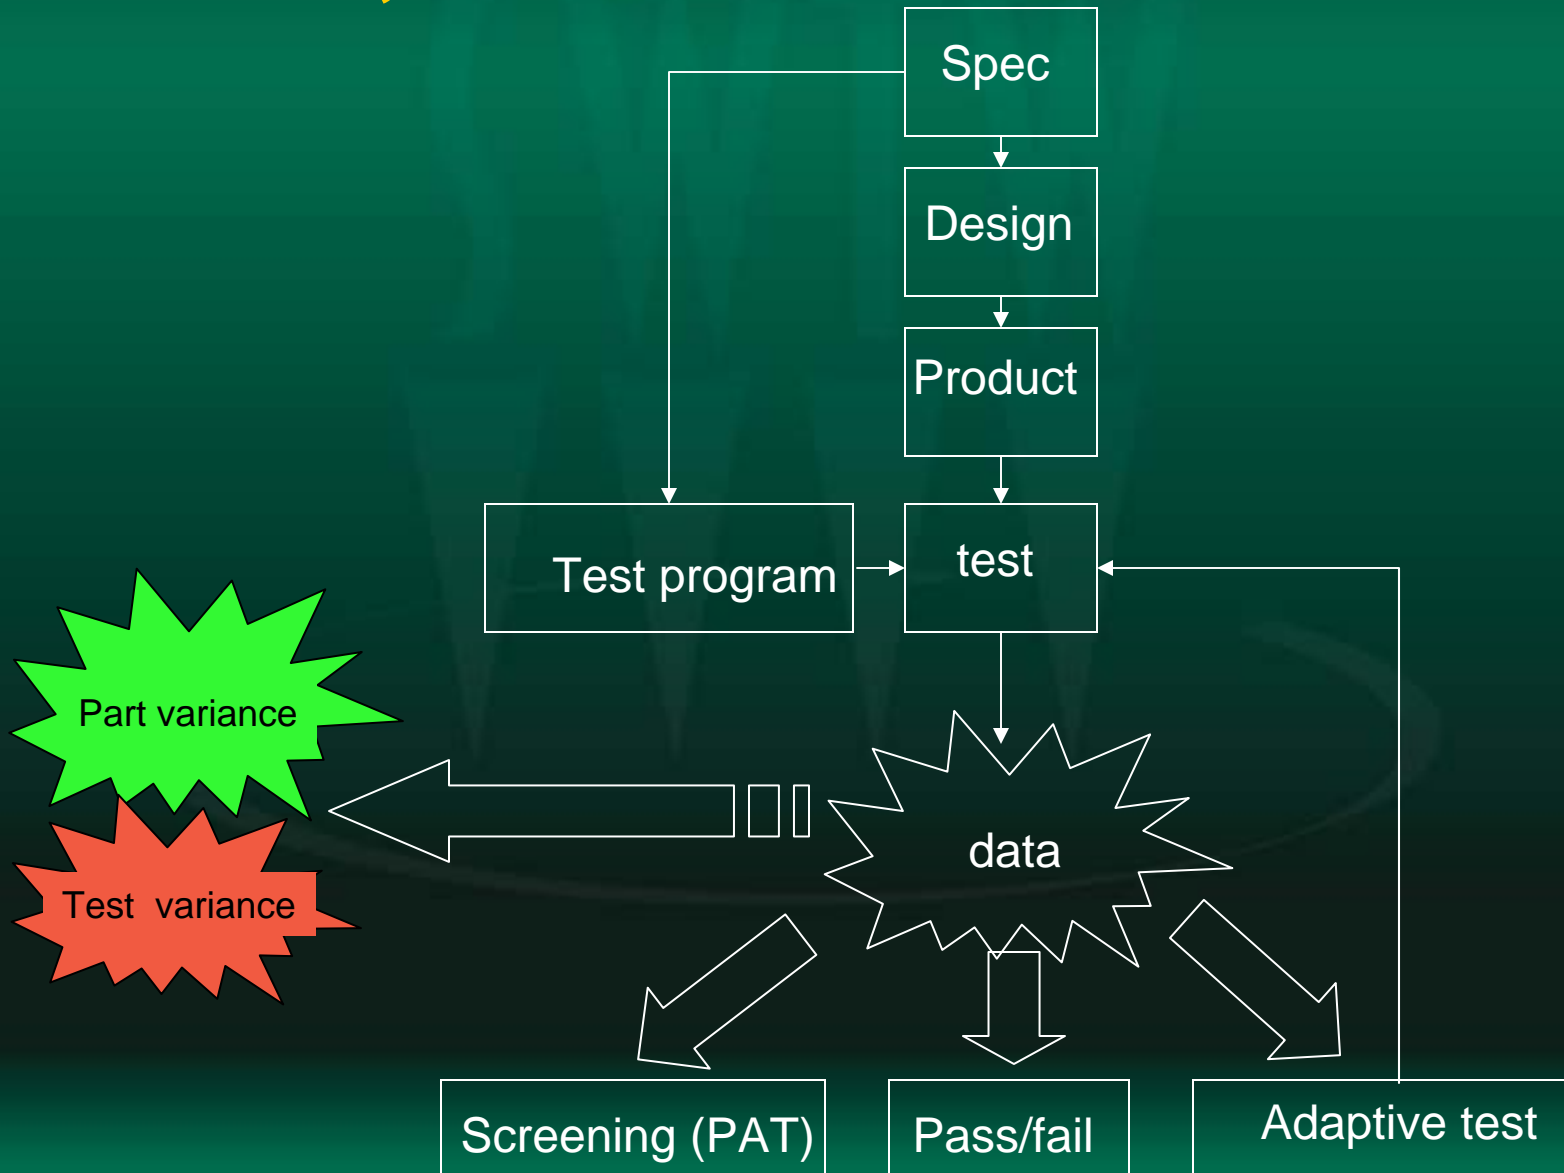 Spec
Design
Product
Test program
test
Part variance
data
Test  variance
Screening (PAT)
Pass/fail
Adaptive test